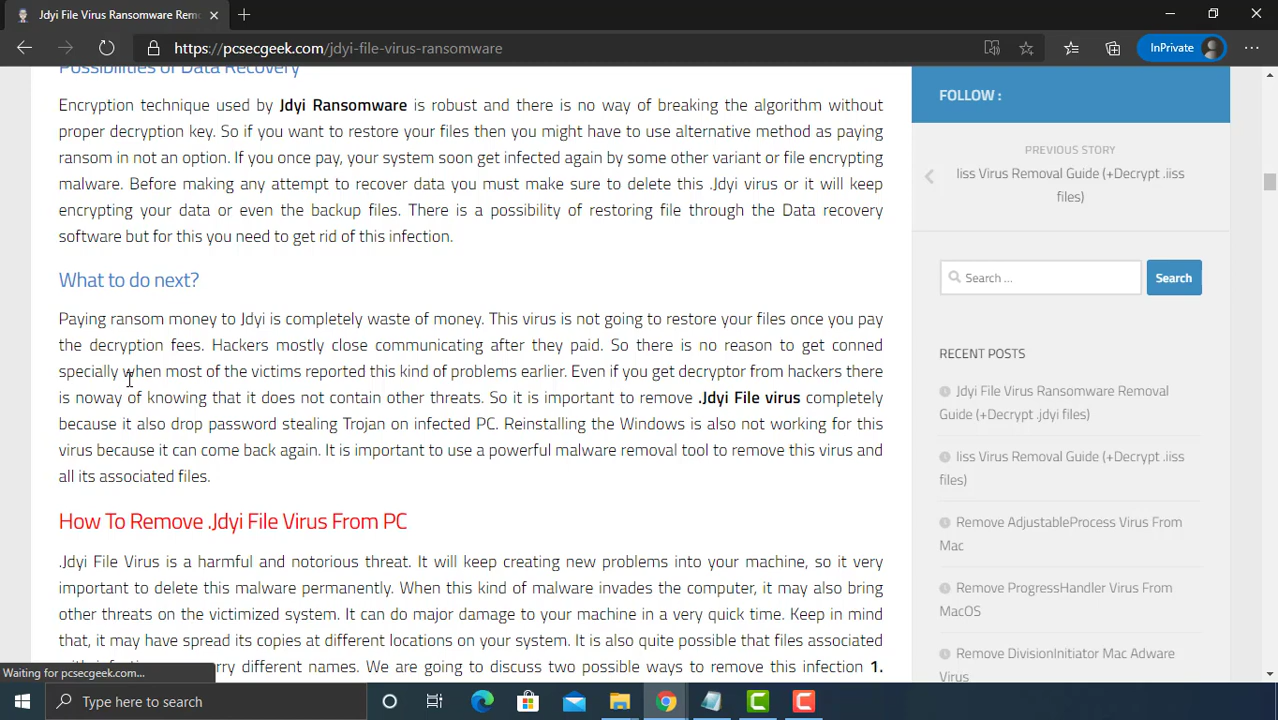 Jdyi File Virus Ransomware Remo
https://pcsecgeek.com/jdyi-file-virus-ransomware
InPrivate
Possibilities of Data Recovery
Encryption technique used by Jdyi Ransomware is robust and there is no way of breaking the algorithm without
proper decryption key. So if you want to restore your files then you might have to use alternative method as paying
ransom in not an option. If you once pay, your system soon get infected again by some other variant or file encrypting
malware. Before making any attempt to recover data you must make sure to delete this .Jdyi virus or it will keep
encrypting your data or even the backup files. There is a possibility of restoring file through the Data recovery
software but for this you need to get rid of this infection.
What to do next?
Paying ransom money to Jdyi is completely waste of money. This virus is not going to restore your files once you pay
the decryption fees. Hackers mostly close communicating after they paid. So there is no reason to get conned
specially when most of the victims reported this kind of problems earlier. Even if you get decryptor from hackers there
is noway of knowing that it does not contain other threats. So it is important to remove .Jdyi File virus completely
because it also drop password stealing Trojan on infected PC. Reinstalling the Windows is also not working for this
virus because it can come back again. It is important to use a powerful malware removal tool to remove this virus and
all its associated files.
How To Remove .Jdyi File Virus From PC
.Jdyi File Virus is a harmful and notorious threat. It will keep creating new problems into your machine, so it very
important to delete this malware permanently. When this kind of malware invades the computer, it may also bring
other threats on the victimized system. It can do major damage to your machine in a very quick time. Keep in mind
that, it may have spread its copies at different locations on your system. It is also quite possible that files associated
different names. We are going to discuss two possible ways to remove this infection 1.
FOLLOW :
PREVIOUS STORY
Iiss Virus Removal Guide (+Decrypt .iiss
files)
Search ...
Search
RECENT POSTS
Jdyi File Virus Ransomware Removal
Guide (+Decrypt .jdyi files)
Iiss Virus Removal Guide (+Decrypt .iiss
files)
Remove AdjustableProcess Virus From
Mac
Remove ProgressHandler Virus From
MacOS
Remove DivisionInitiator Mac Adware
Virus
Waiting for pcsecgeek.com...
Type here to search